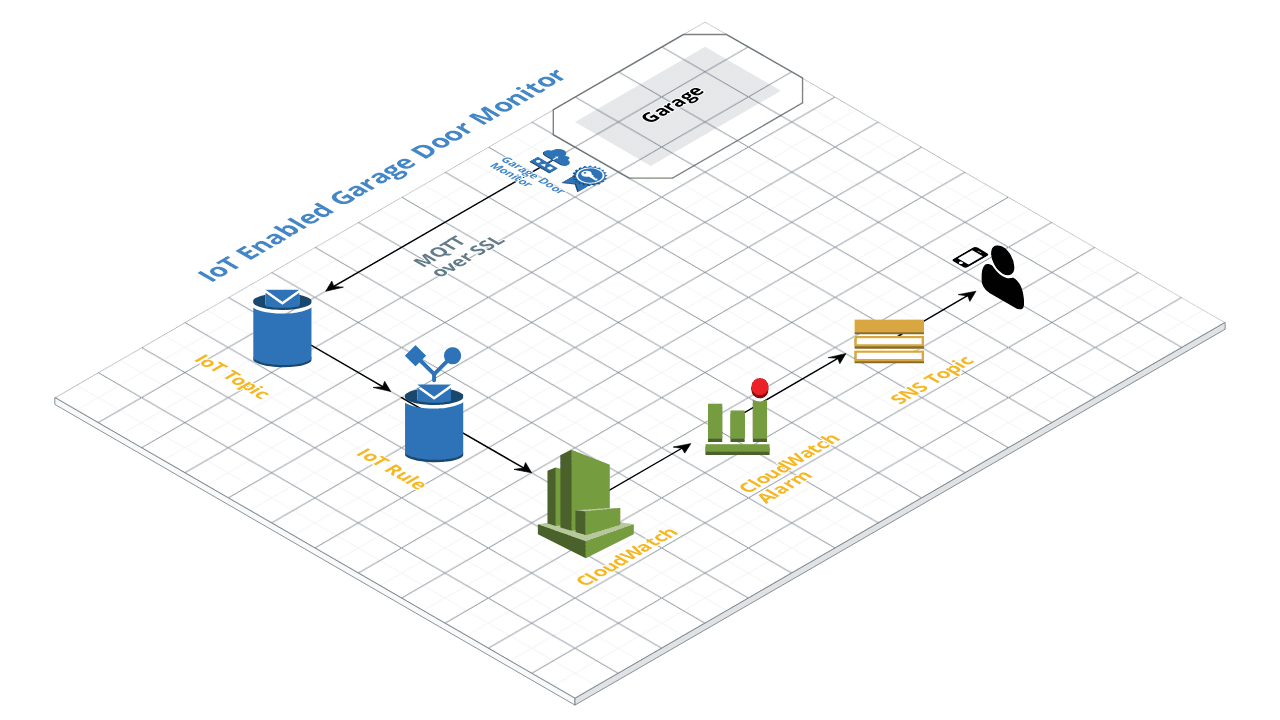 IoT Enabled Garage Door Monitor
Garage
Garage Door
Monitor
MQTT
over SSL
IoT Topic
IoT Rule
CloudWatch
CloudWatch
Alarm
SNS Topic